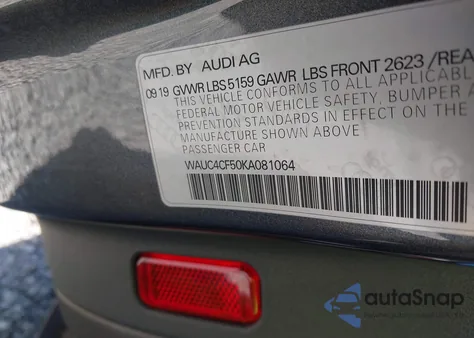 MFD. BY AUDI AG
09 19 GVWR LBS 5159 GAWR LBS FRONT 2623 /REA
THIS VEHICLE CONFORMS TO ALL APPLICABLE
FEDERAL MOTOR VEHICLE SAFETY, BUMPER A
PREVENTION STANDARDS IN EFFECT ON THE
MANUFACTURE SHOWN ABOVE
PASSENGER CAR
WAUC4CF50KA081064
autoSnap